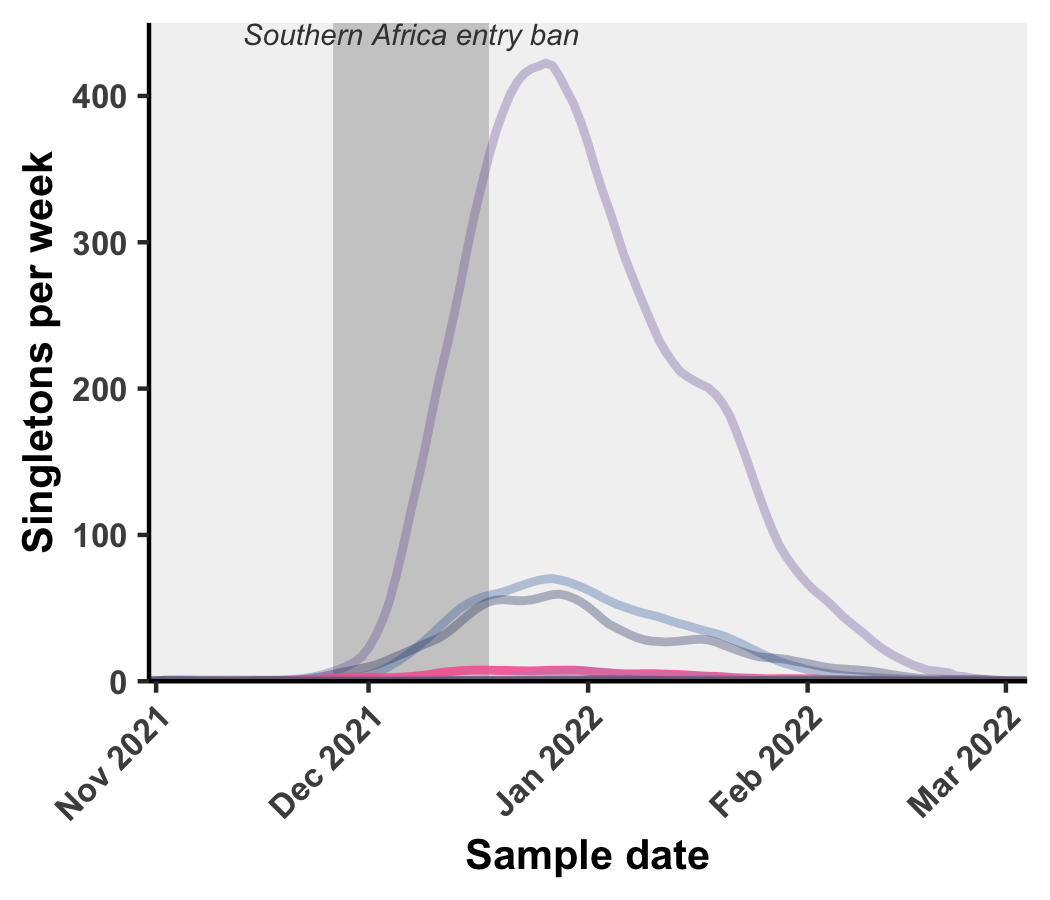 Southern Africa entry ban
400
300
200
100
0
Singletons per week
Nov 2021
Dec 2021
Jan 2022
Feb 2022
Mar 2022
Sample date